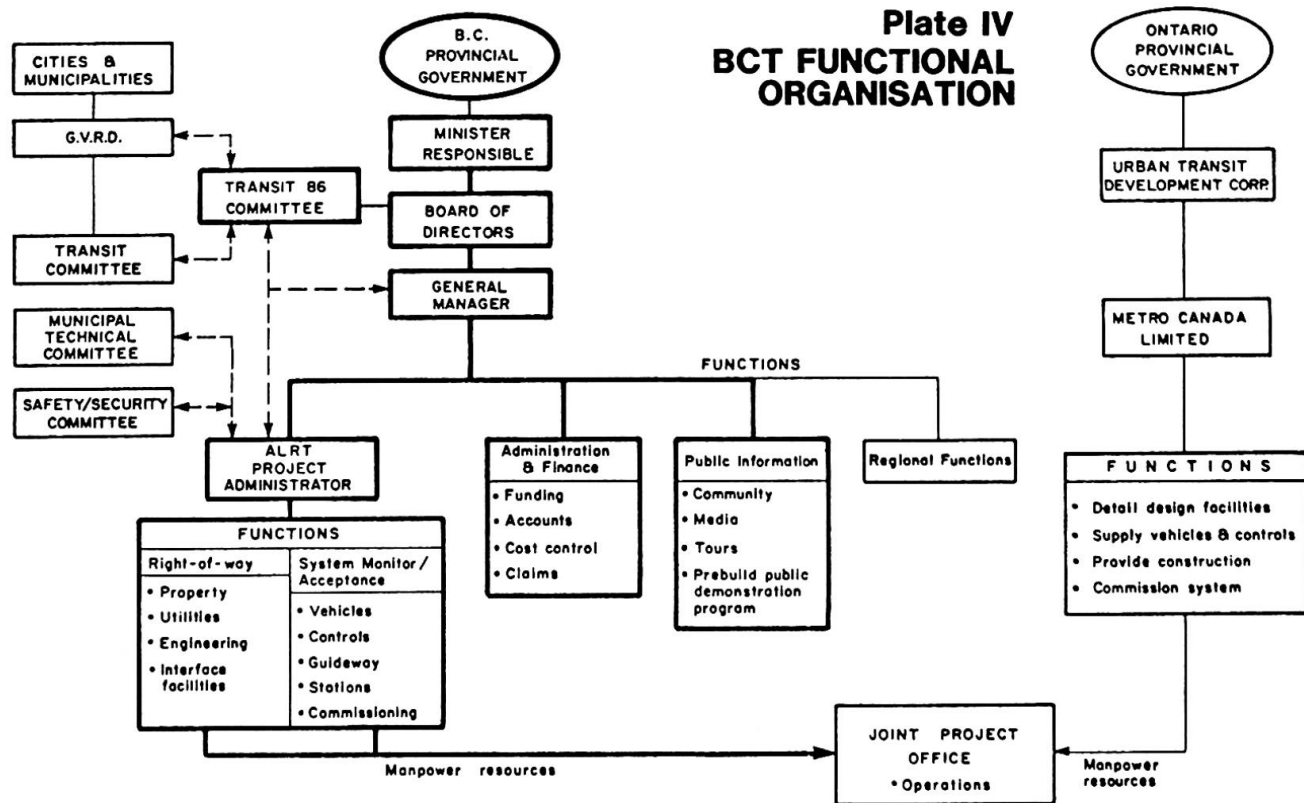 Plate IV
BCT FUNCTIONAL
ORGANISATION
CITIES &
MUNICIPALITIES
G.V.R.D.
TRANSIT
COMMITTEE
MUNICIPAL
TECHNICAL
COMMITTEE
SAFETY/SECURITY
COMMITTEE
TRANSIT 86
COMMITTEE
B.C.
PROVINCIAL
GOVERNMENT
MINISTER
RESPONSIBLE
BOARD OF
DIRECTORS
GENERAL
MANAGER
FUNCTIONS
ALRT
PROJECT
ADMINISTRATOR
FUNCTIONS
Right-of-way
• Property
• Utilities
• Engineering
• Interface
facilities
System Monitor/
Acceptance
• Vehicles
• Controls
• Guideway
• Stations
• Commissioning
Administration
& Finance
• Funding
• Accounts
• Cost control
• Claims
Public Information
• Community
• Media
• Tours
• Prebuild public
demonstration
program
Regional Functions
ONTARIO
PROVINCIAL
GOVERNMENT
URBAN TRANSIT
DEVELOPMENT CORP.
METRO CANADA
LIMITED
FUNCTIONS
• Detail design facilities
• Supply vehicles & controls
• Provide construction
• Commission system
Manpower resources
JOINT PROJECT
OFFICE
• Operations
Manpower
resources